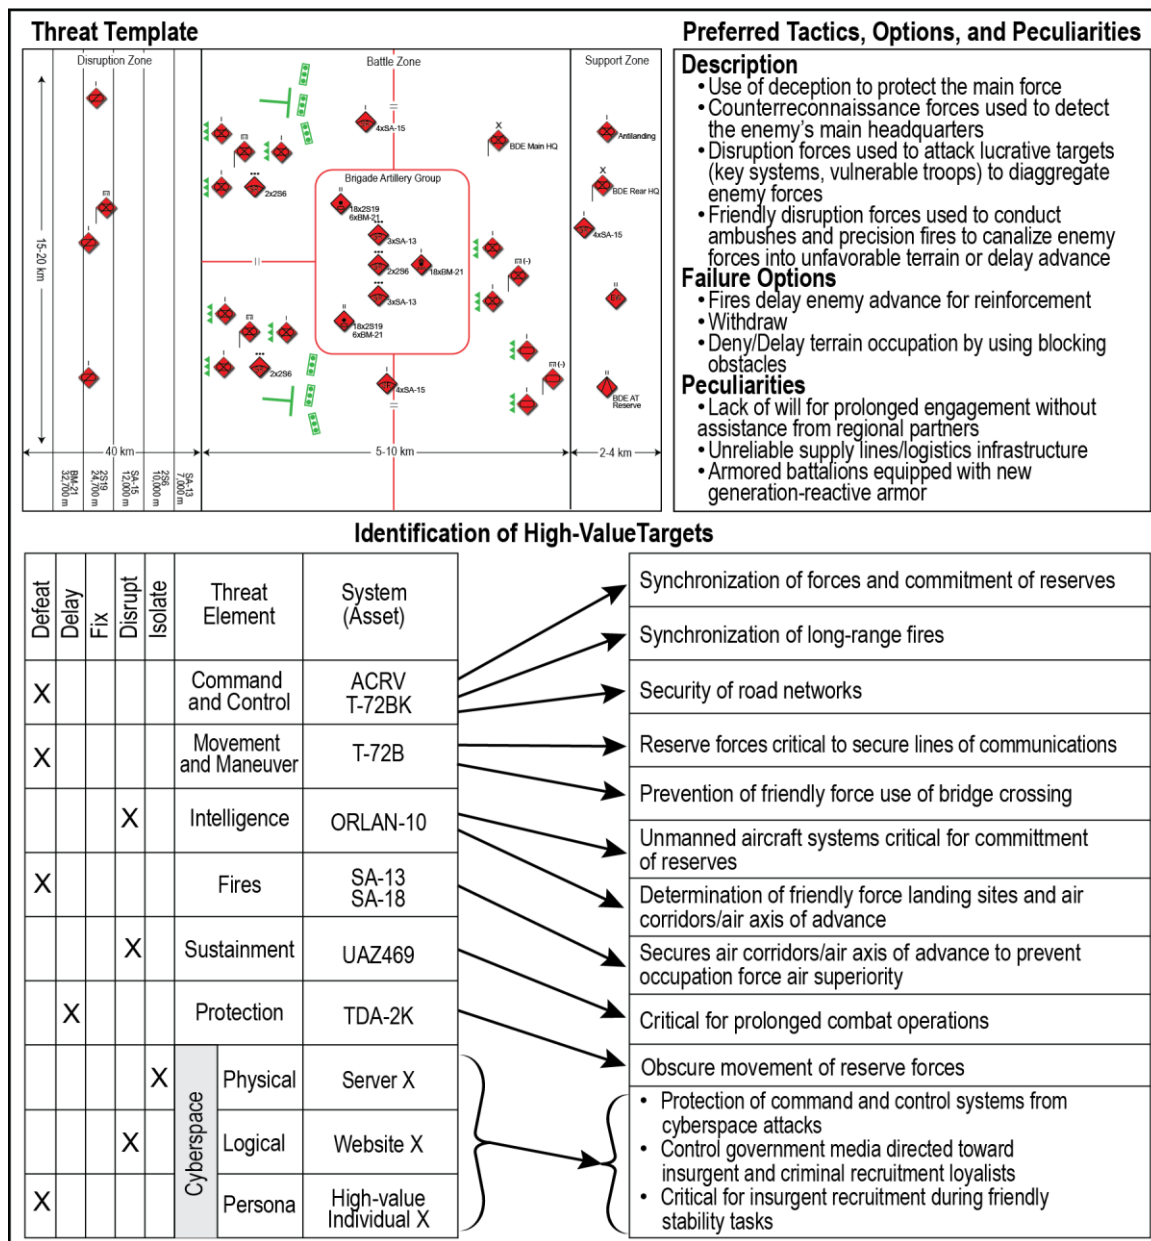 Threat Template
Disruption Zone
Battle Zone
Support Zone
I
I
I
I
4xSA-15
X
BDE Main HQ
I
Antilanding
I
I
2x2S6
Brigade Artillery Group
II
18x2S19
6xBM-21
3xSA-13
2x2S6
I
18xBM-21
3xSA-13
II
18x2S19
6xBM-21
X
BDE Rear HQ
I
4xSA-15
I
(-)
I
II
I
I
I
2x2S6
I
4xSA-15
I
(-)
I
II
BDE AT
Reserve
15-20 km
40 km
5-10 km
2-4 km
BM-21
32,700 m
2S19
24,700 m
SA-15
12,000 m
2S6
10,000 m
SA-13
7,000 m
Preferred Tactics, Options, and Peculiarities
Description
• Use of deception to protect the main force
• Counterreconnaissance forces used to detect
the enemy's main headquarters
• Disruption forces used to attack lucrative targets
(key systems, vulnerable troops) to diaggregate
enemy forces
• Friendly disruption forces used to conduct
ambushes and precision fires to canalize enemy
forces into unfavorable terrain or delay advance
Failure Options
• Fires delay enemy advance for reinforcement
• Withdraw
• Deny/Delay terrain occupation by using blocking
obstacles
Peculiarities
• Lack of will for prolonged engagement without
assistance from regional partners
• Unreliable supply lines/logistics infrastructure
• Armored battalions equipped with new
generation-reactive armor
Identification of High-ValueTargets
Defeat
Delay
Fix
Disrupt
Isolate
Threat
Element
System
(Asset)
X
Command
and Control
ACRV
T-72BK
X
Movement
and Maneuver
T-72B
X
Intelligence
ORLAN-10
X
Fires
SA-13
SA-18
X
Sustainment
UAZ469
X
Protection
TDA-2K
Cyberspace
X
Physical
Server X
X
Logical
Website X
X
Persona
High-value
Individual X
Synchronization of forces and commitment of reserves
Synchronization of long-range fires
Security of road networks
Reserve forces critical to secure lines of communications
Prevention of friendly force use of bridge crossing
Unmanned aircraft systems critical for committment
of reserves
Determination of friendly force landing sites and air
corridors/air axis of advance
Secures air corridors/air axis of advance to prevent
occupation force air superiority
Critical for prolonged combat operations
Obscure movement of reserve forces
• Protection of command and control systems from
cyberspace attacks
• Control government media directed toward
insurgent and criminal recruitment loyalists
• Critical for insurgent recruitment during friendly
stability tasks